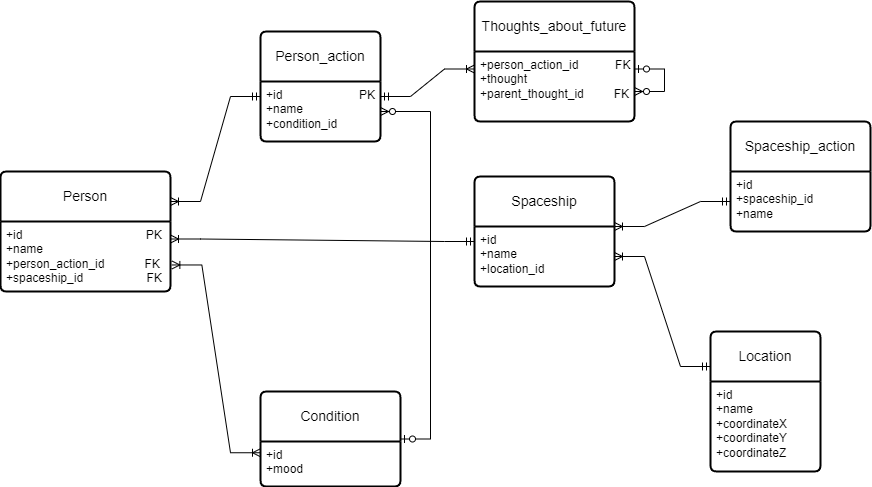 Thoughts_about_future
+person_action_id FK
+thought
+parent_thought_id FK
Person_action
+id PK
+name
+condition_id
Spaceship_action
+id
+spaceship_id
+name
Person
+id PK
+name
+person_action_id FK
+spaceship_id FK
Spaceship
+id
+name
+location_id
Location
+id
+name
+coordinateX
+coordinateY
+coordinateZ
Condition
+id
+mood